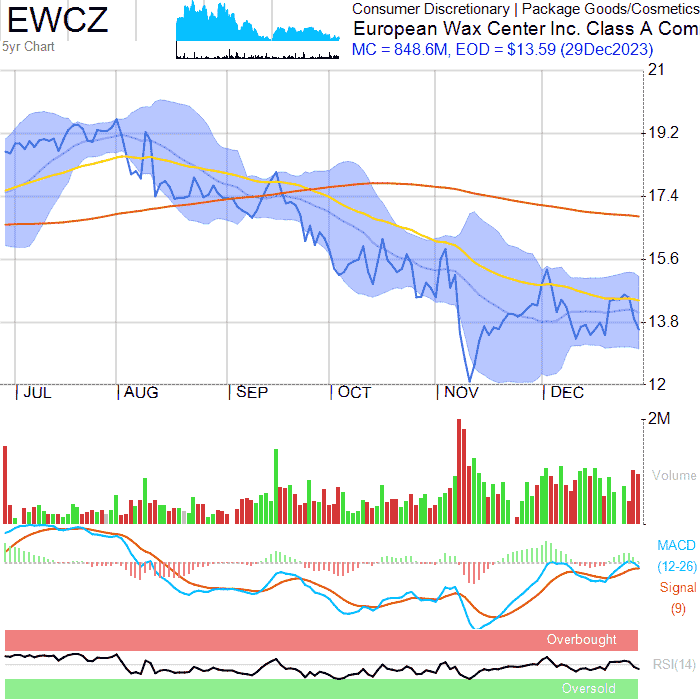 EWCZ
5yr Chart
Consumer Discretionary | Package Goods/Cosmetics
European Wax Center Inc. Class A Com
MC = 848.6M, EOD = $13.59 (29Dec2023)
21
19.2
17.4
15.6
13.8
12
JUL AUG SEP OCT NOV DEC
2M
Volume
MACD
(12-26)
Signal
(9)
Overbought
RSI(14)
Oversold